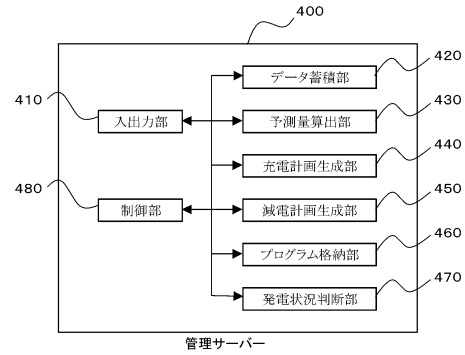 400
420
データ蓄積部
410
430
入出力部
予測量算出部
440
充電計画生成部
480
450
制御部
減電計画生成部
460
プログラム格納部
470
発電状況判断部
管理サーバー